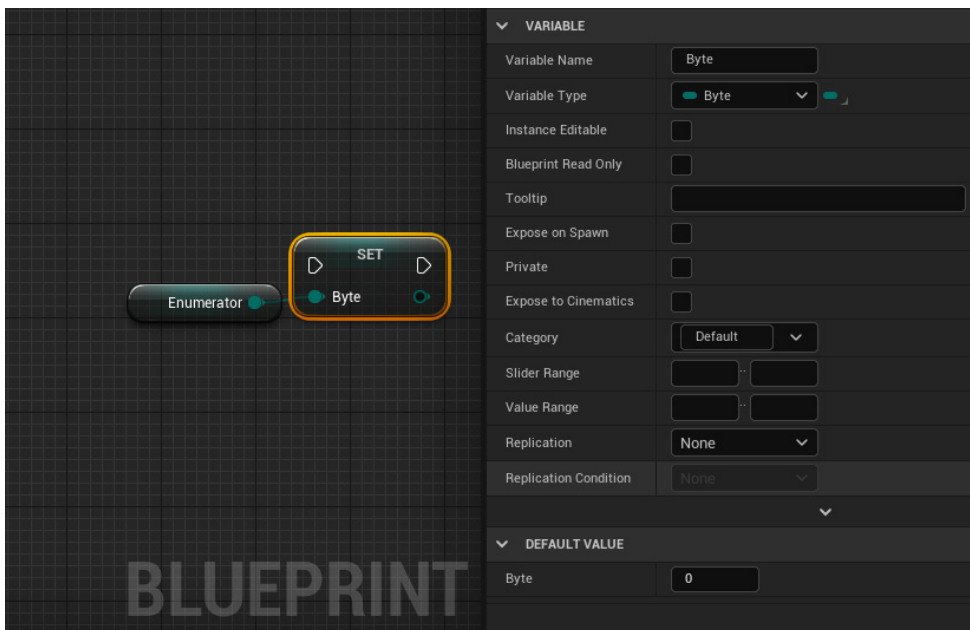 SET
Enumerator
Byte
BLUEPRINT
VARIABLE
Variable Name Byte
Variable Type Byte
Instance Editable
Blueprint Read Only
Tooltip
Expose on Spawn
Private
Expose to Cinematics
Category Default
Slider Range ..
Value Range ..
Replication None
Replication Condition None
DEFAULT VALUE
Byte 0